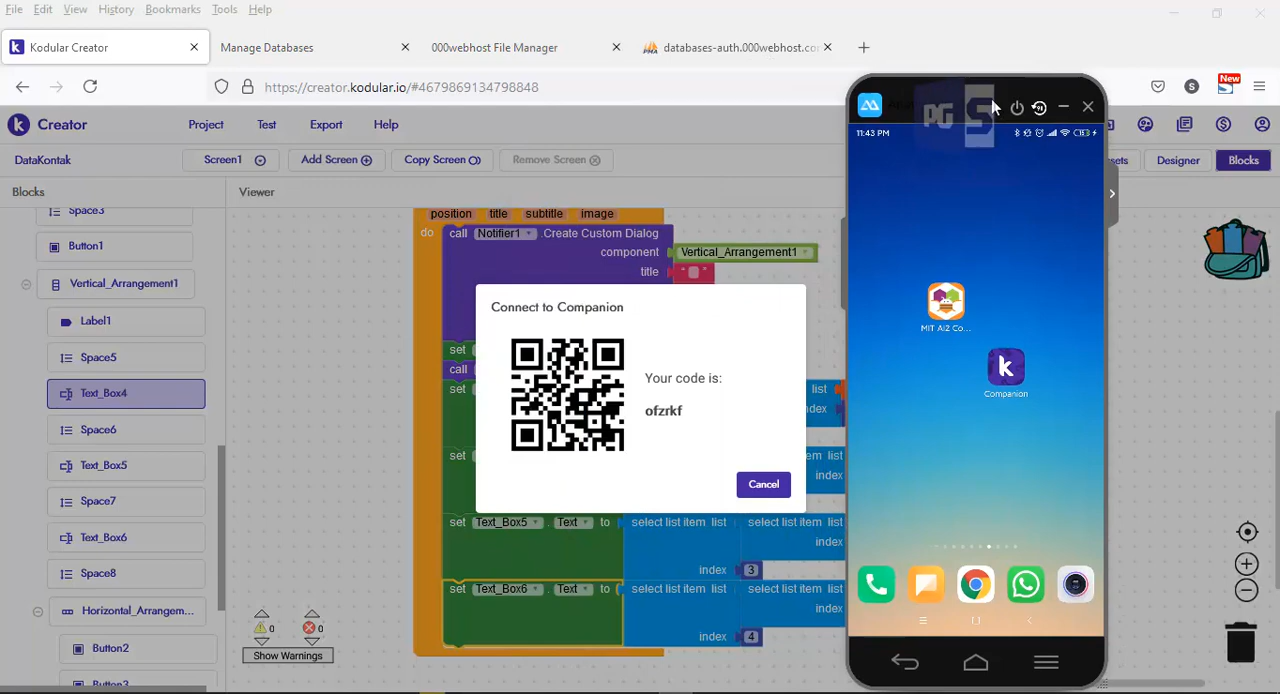 File Edit View History Bookmarks Tools Help
Kodular Creator
Manage Databases
000webhost File Manager
databases-auth.000webhost.co
https://creator.kodular.io/#4679869134798848
S
New
Creator
Project Test Export Help
DataKontak
Screen1
Add Screen
Copy Screen
Remove Screen
Designer
Blocks
Blocks
Viewer
Space3
Button1
Vertical_Arrangement1
Label1
Space5
Text_Box4
Space6
Text_Box5
Space7
Text_Box6
Space8
Horizontal_Arrangem...
Button2
position title subtitle image
do call Notifier1 . Create Custom Dialog
component Vertical_Arrangement1
title " "
set
call
set
list
index
set
index
set Text_Box5 . Text to select list item list select list item list
index
index 3
set Text_Box6 . Text to select list item list select list item list
index
index 4
0 0
Show Warnings
Connect to Companion
Your code is:
ofzrkf
Cancel
PG S
11:43 PM
MIT Ai2 Co...
k
Companion